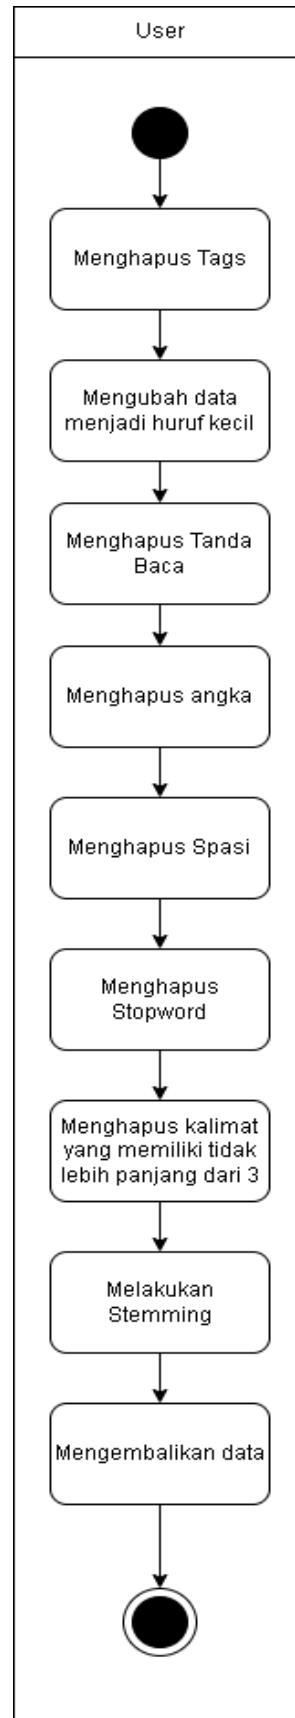 User
Menghapus Tags
Mengubah data
menjadi huruf kecil
Menghapus Tanda
Baca
Menghapus angka
Menghapus Spasi
Menghapus
Stopword
Menghapus kalimat
yang memiliki tidak
lebih panjang dari 3
Melakukan
Stemming
Mengembalikan data